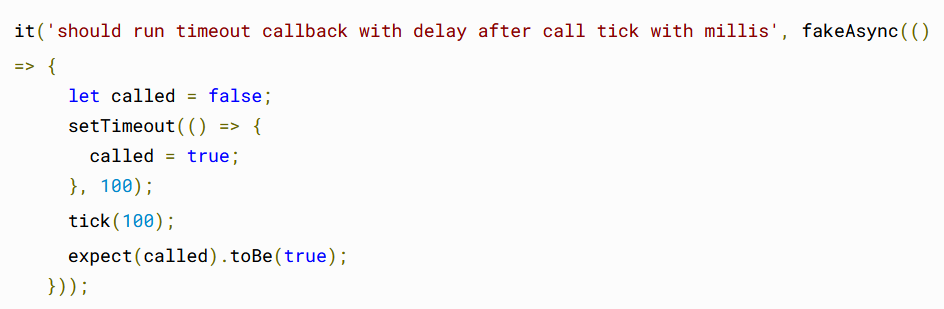 it('should run timeout callback with delay after call tick with millis', fakeAsync(()
=> {
let called = false;
setTimeout(() => {
called = true;
}, 100);
tick(100);
expect(called).toBe(true);
}));